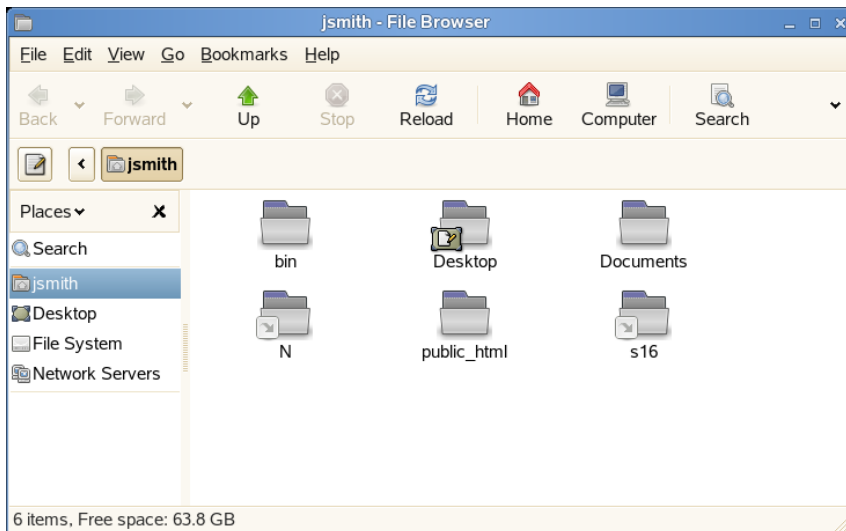 jsmith - File Browser
File Edit View Go Bookmarks Help
Back Forward Up Stop Reload Home Computer Search
jsmith
Places
Search
jsmith
Desktop
File System
Network Servers
bin Desktop Documents
N public_html s16
6 items, Free space: 63.8 GB